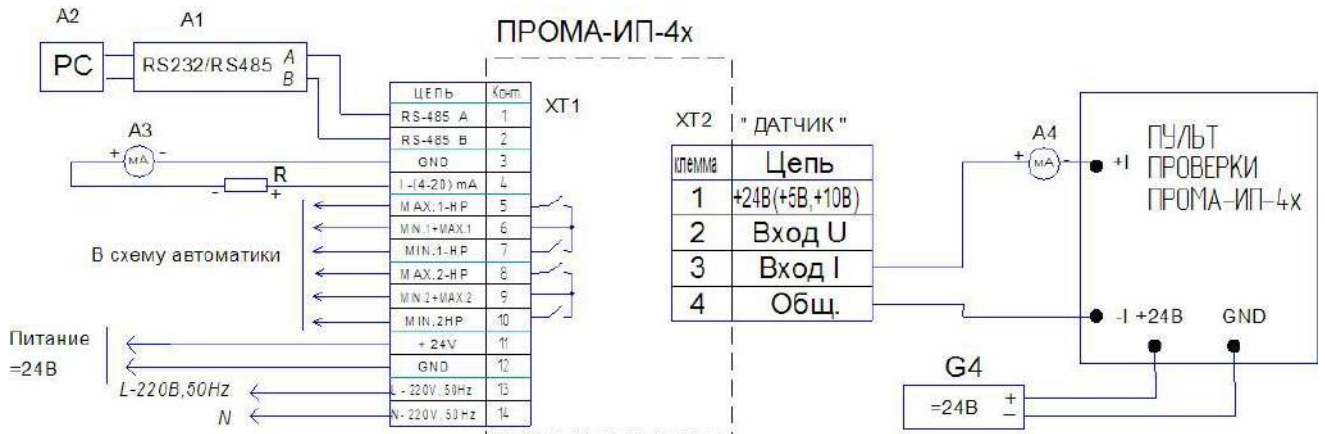 A2
A1
ПРОМА-ИП-4х
PC
RS232/RS485
A
B
ЦЕПЬ
Конт.
XT1
RS-485 A
1
RS-485 B
2
GND
3
I-(4-20) mA
4
MAX.1-HP
5
MIN.1+MAX.1
6
MIN.1-HP
7
MAX.2-HP
8
MIN.2+MAX.2
9
MIN.2HP
10
+ 24V
11
GND
12
L - 220V, 50Hz
13
N- 220V, 50Hz
14
A3
+
мА
-
R
-
+
В схему автоматики
Питание
=24В
L-220В,50Hz
N
XT2
" ДАТЧИК "
клемма
Цепь
1
+24В(+5В,+10В)
2
Вход U
3
Вход I
4
Общ.
A4
+
мА
-
+I
ПУЛЬТ
ПРОВЕРКИ
ПРОМА-ИП-4х
-I
+24В
GND
G4
=24В
+
−